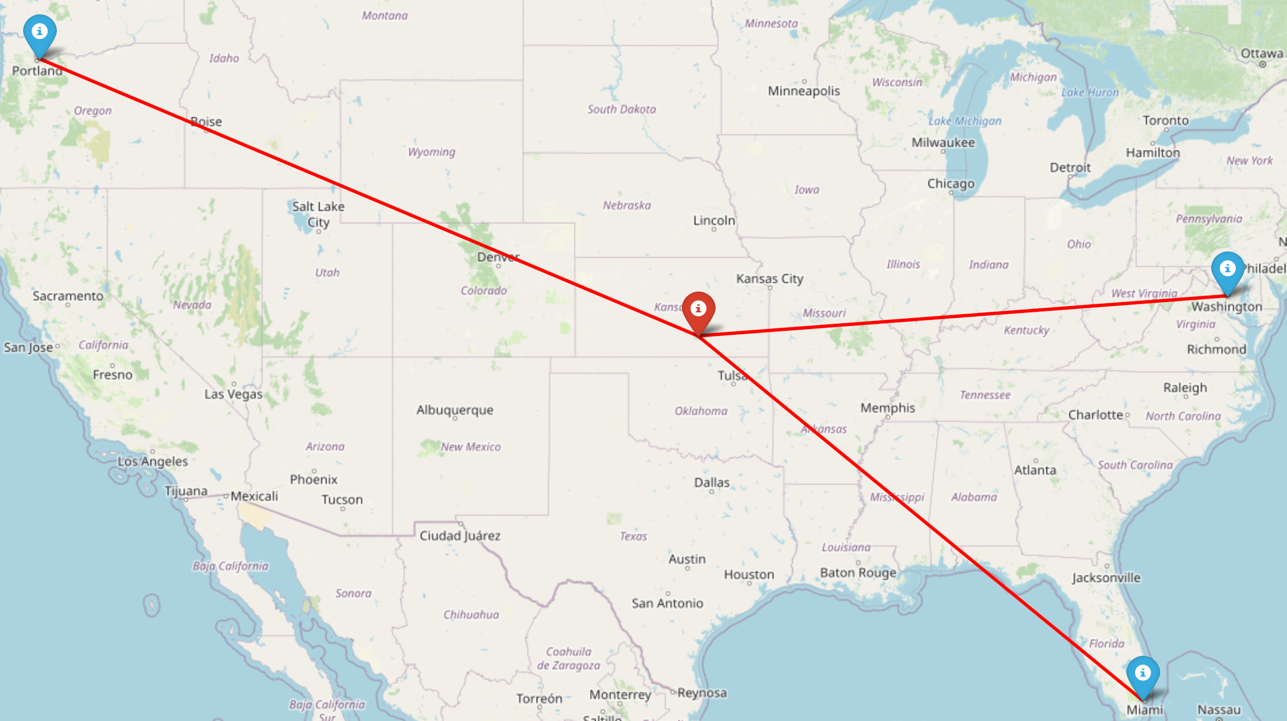 Montana
Minnesota
Ottawa
Portland
Idaho
Wisconsin
Michigan
Lake Huron
Oregon
South Dakota
Minneapolis
Boise
Lake Michigan
Toronto
Wyoming
Milwaukee
Hamilton
New York
Detroit
Chicago
Iowa
Salt Lake
City
Nebraska
Lincoln
Pennsylvania
Ohio
Denver
Illinois
Indiana
Philadel
Utah
Kansas City
Colorado
West Virginia
Sacramento
Nevada
Kansa
Missouri
Washington
Virginia
Kentucky
San Jose
California
Richmond
Fresno
Tulsa
Raleigh
Las Vegas
Tennessee
Albuquerque
Oklahoma
Memphis
Charlotte
North Carolina
Arkansas
Arizona
New Mexico
Los Angeles
Atlanta
South Carolina
Phoenix
Dallas
Tijuana
Mexicali
Tucson
Mississippi
Alabama
Ciudad Juárez
Texas
Louisiana
Austin
Baja California
Houston
Baton Rouge
Jacksonville
Sonora
San Antonio
Chihuahua
Florida
Coahuila
de Zaragoza
Torreón
Monterrey
Reynosa
Baja California
Sur
Saltillo
Miami
Nassau